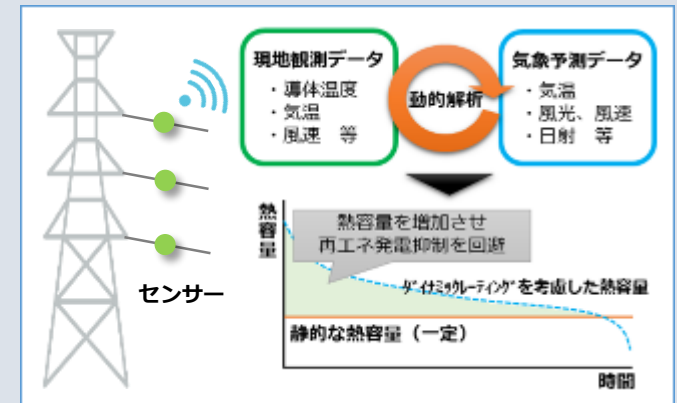 現地観測データ
・導体温度
・気温
・風速 等
動的解析
気象予測データ
・気温
・風光、風速
・日射 等
センサー
熱容量
熱容量を増加させ
再エネ発電抑制を回避
ダイナミックレーティングを考慮した熱容量
静的な熱容量（一定）
時間